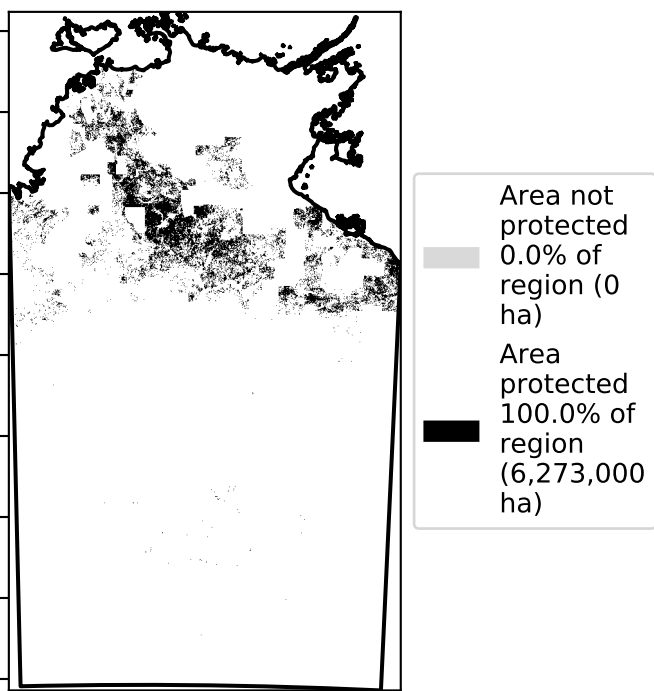 Area not
protected
0.0% of
region (0
ha)
Area
protected
100.0% of
region
(6,273,000
ha)